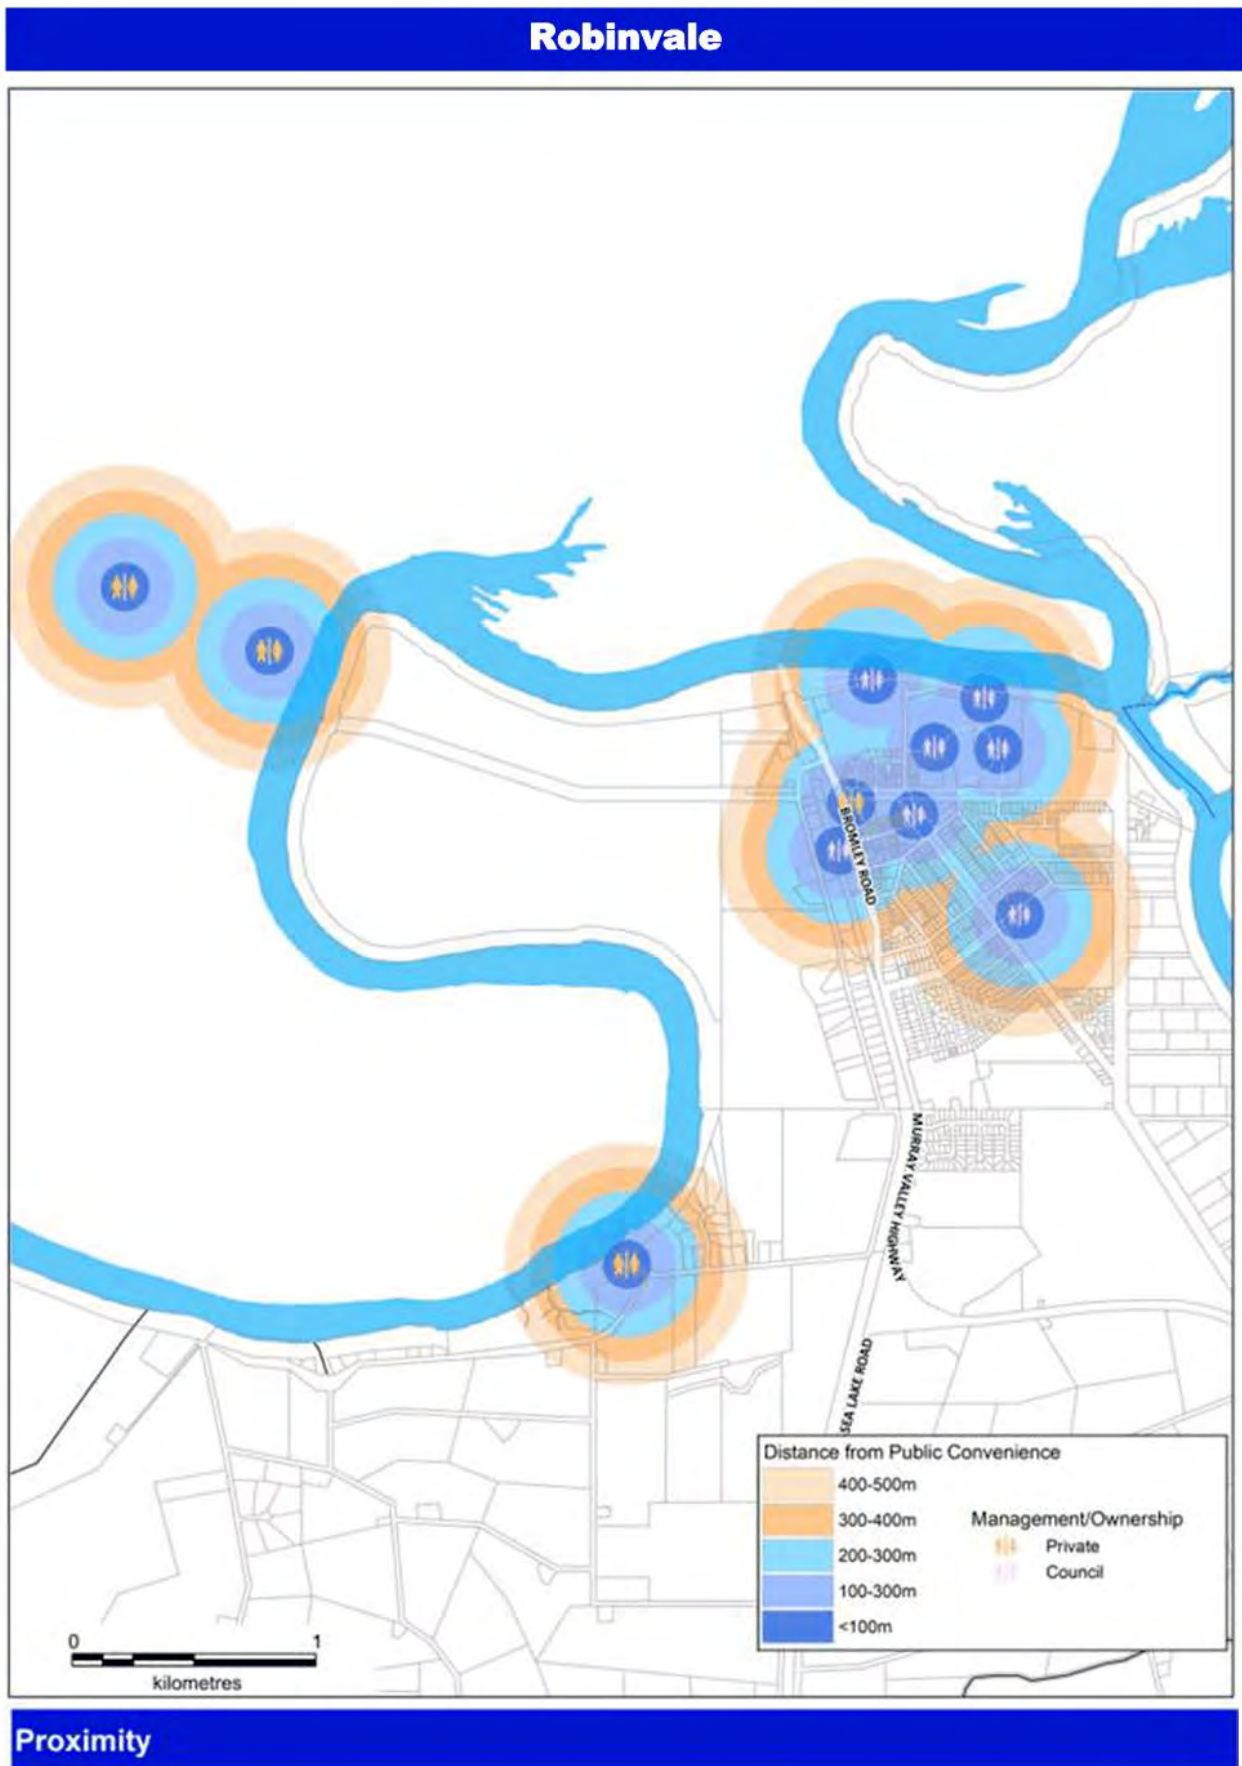 Robinvale
BROMLEY ROAD
MURRAY VALLEY HIGHWAY
SEA LAKE ROAD
Distance from Public Convenience
400-500m
300-400m
200-300m
100-300m
<100m
Management/Ownership
Private
Council
0 1
kilometres
Proximity